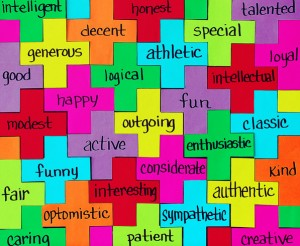 intelligent honest talented
decent special
generous athletic loyal
good logical intellectual
happy fun
modest outgoing classic
active enthusiastic
funny considerate kind
fair interesting authentic
optomistic sympathetic
caring patient creative